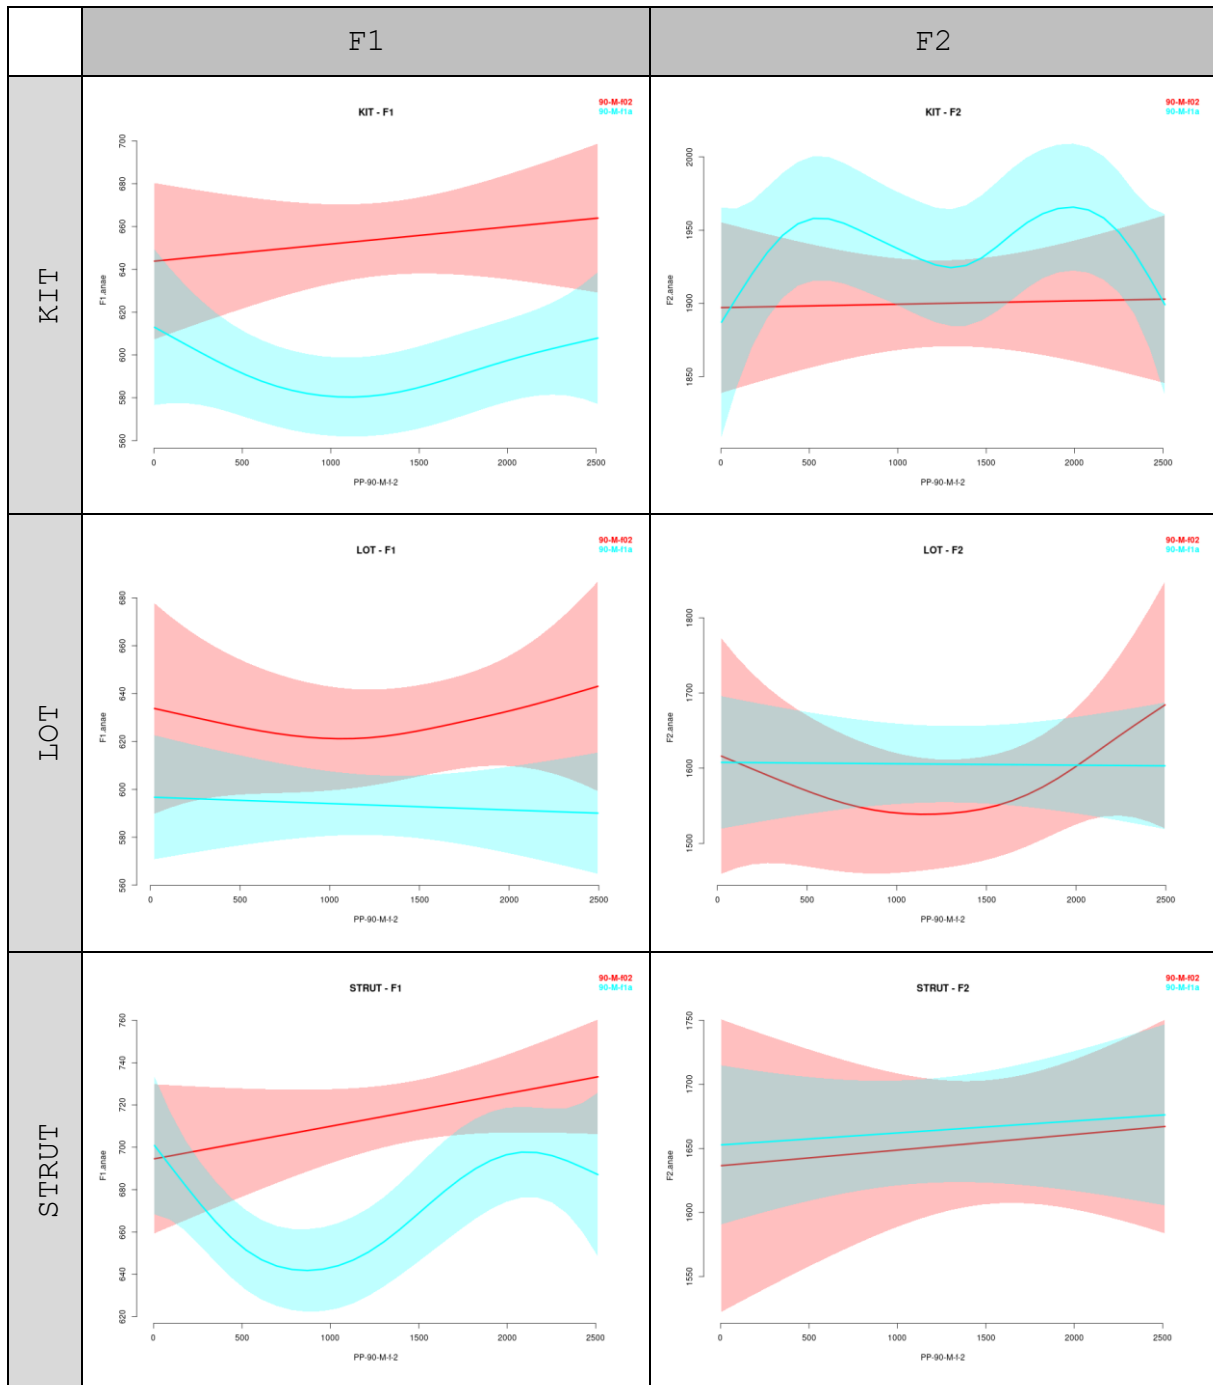 F1
F2
KIT
KIT - F1
90-M-f02
90-M-f1a
F1.anae
700
680
660
640
620
600
580
560
0 500 1000 1500 2000 2500
PP-90-M-f-2
KIT - F2
90-M-f02
90-M-f1a
F2.anae
2000
1950
1900
1850
0 500 1000 1500 2000 2500
PP-90-M-f-2
LOT
LOT - F1
90-M-f02
90-M-f1a
F1.anae
680
660
640
620
600
580
560
0 500 1000 1500 2000 2500
PP-90-M-f-2
LOT - F2
90-M-f02
90-M-f1a
F2.anae
1800
1700
1600
1500
0 500 1000 1500 2000 2500
PP-90-M-f-2
STRUT
STRUT - F1
90-M-f02
90-M-f1a
F1.anae
760
740
720
700
680
660
640
620
0 500 1000 1500 2000 2500
PP-90-M-f-2
STRUT - F2
90-M-f02
90-M-f1a
F2.anae
1750
1700
1650
1600
1550
0 500 1000 1500 2000 2500
PP-90-M-f-2